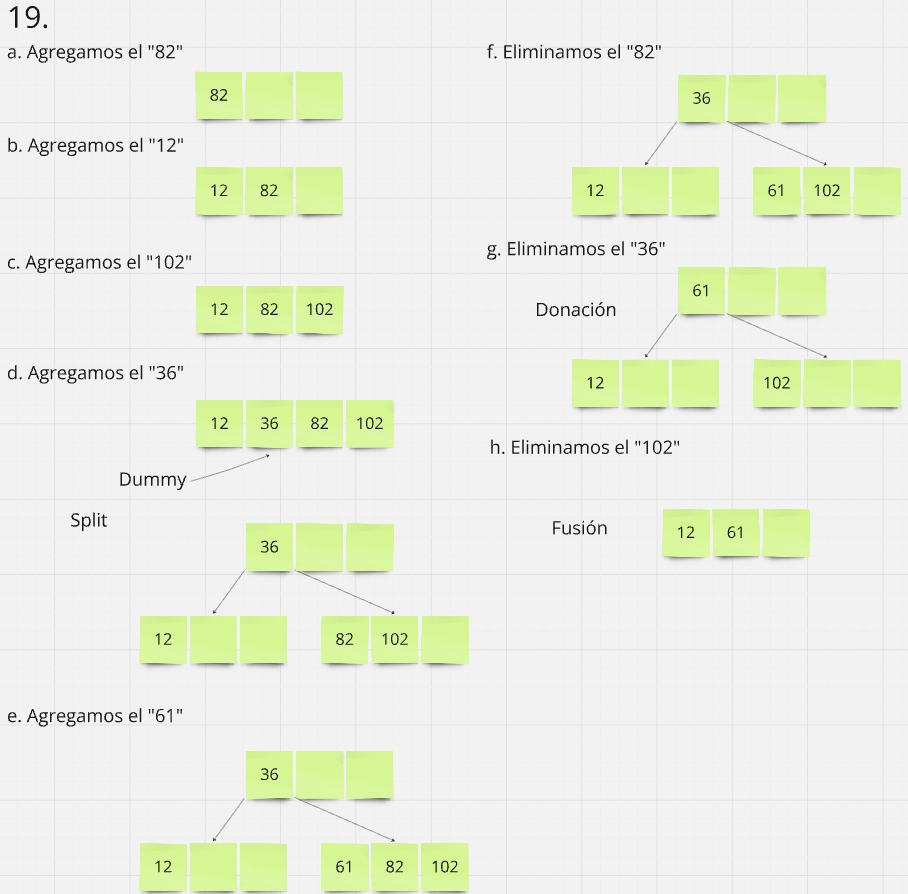 19.
a. Agregamos el "82"
82
b. Agregamos el "12"
12 82
c. Agregamos el "102"
12 82 102
d. Agregamos el "36"
12 36 82 102
Dummy
Split
36
12
82 102
e. Agregamos el "61"
36
12
61 82 102
f. Eliminamos el "82"
36
12
61 102
g. Eliminamos el "36"
61
Donación
12
102
h. Eliminamos el "102"
Fusión
12 61